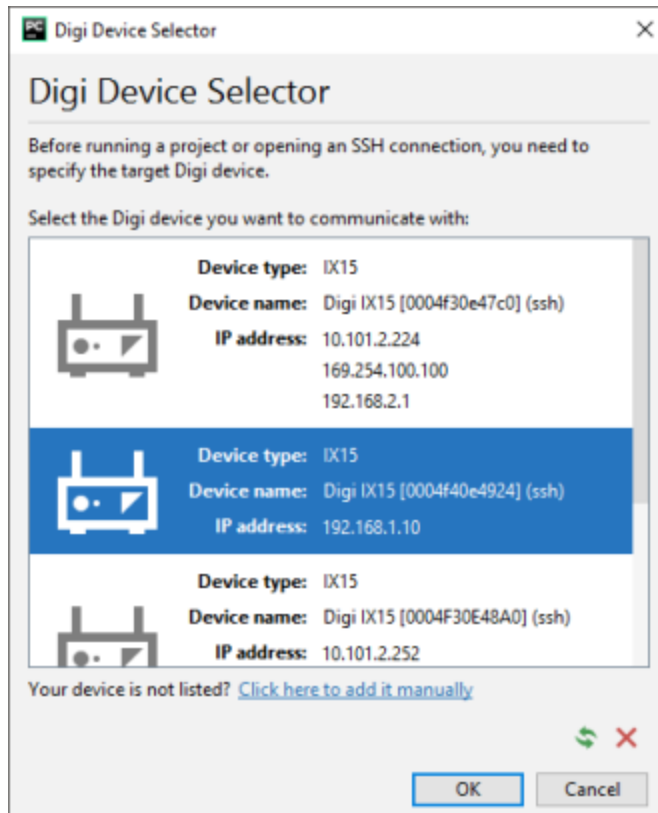 PC Digi Device Selector
Digi Device Selector
Before running a project or opening an SSH connection, you need to
specify the target Digi device.
Select the Digi device you want to communicate with:
Device type: IX15
Device name: Digi IX15 [0004f30e47c0] (ssh)
IP address: 10.101.2.224
169.254.100.100
192.168.2.1
Device type: IX15
Device name: Digi IX15 [0004f40e4924] (ssh)
IP address: 192.168.1.10
Device type: IX15
Device name: Digi IX15 [0004F30E48A0] (ssh)
IP address: 10.101.2.252
Your device is not listed? Click here to add it manually
OK Cancel